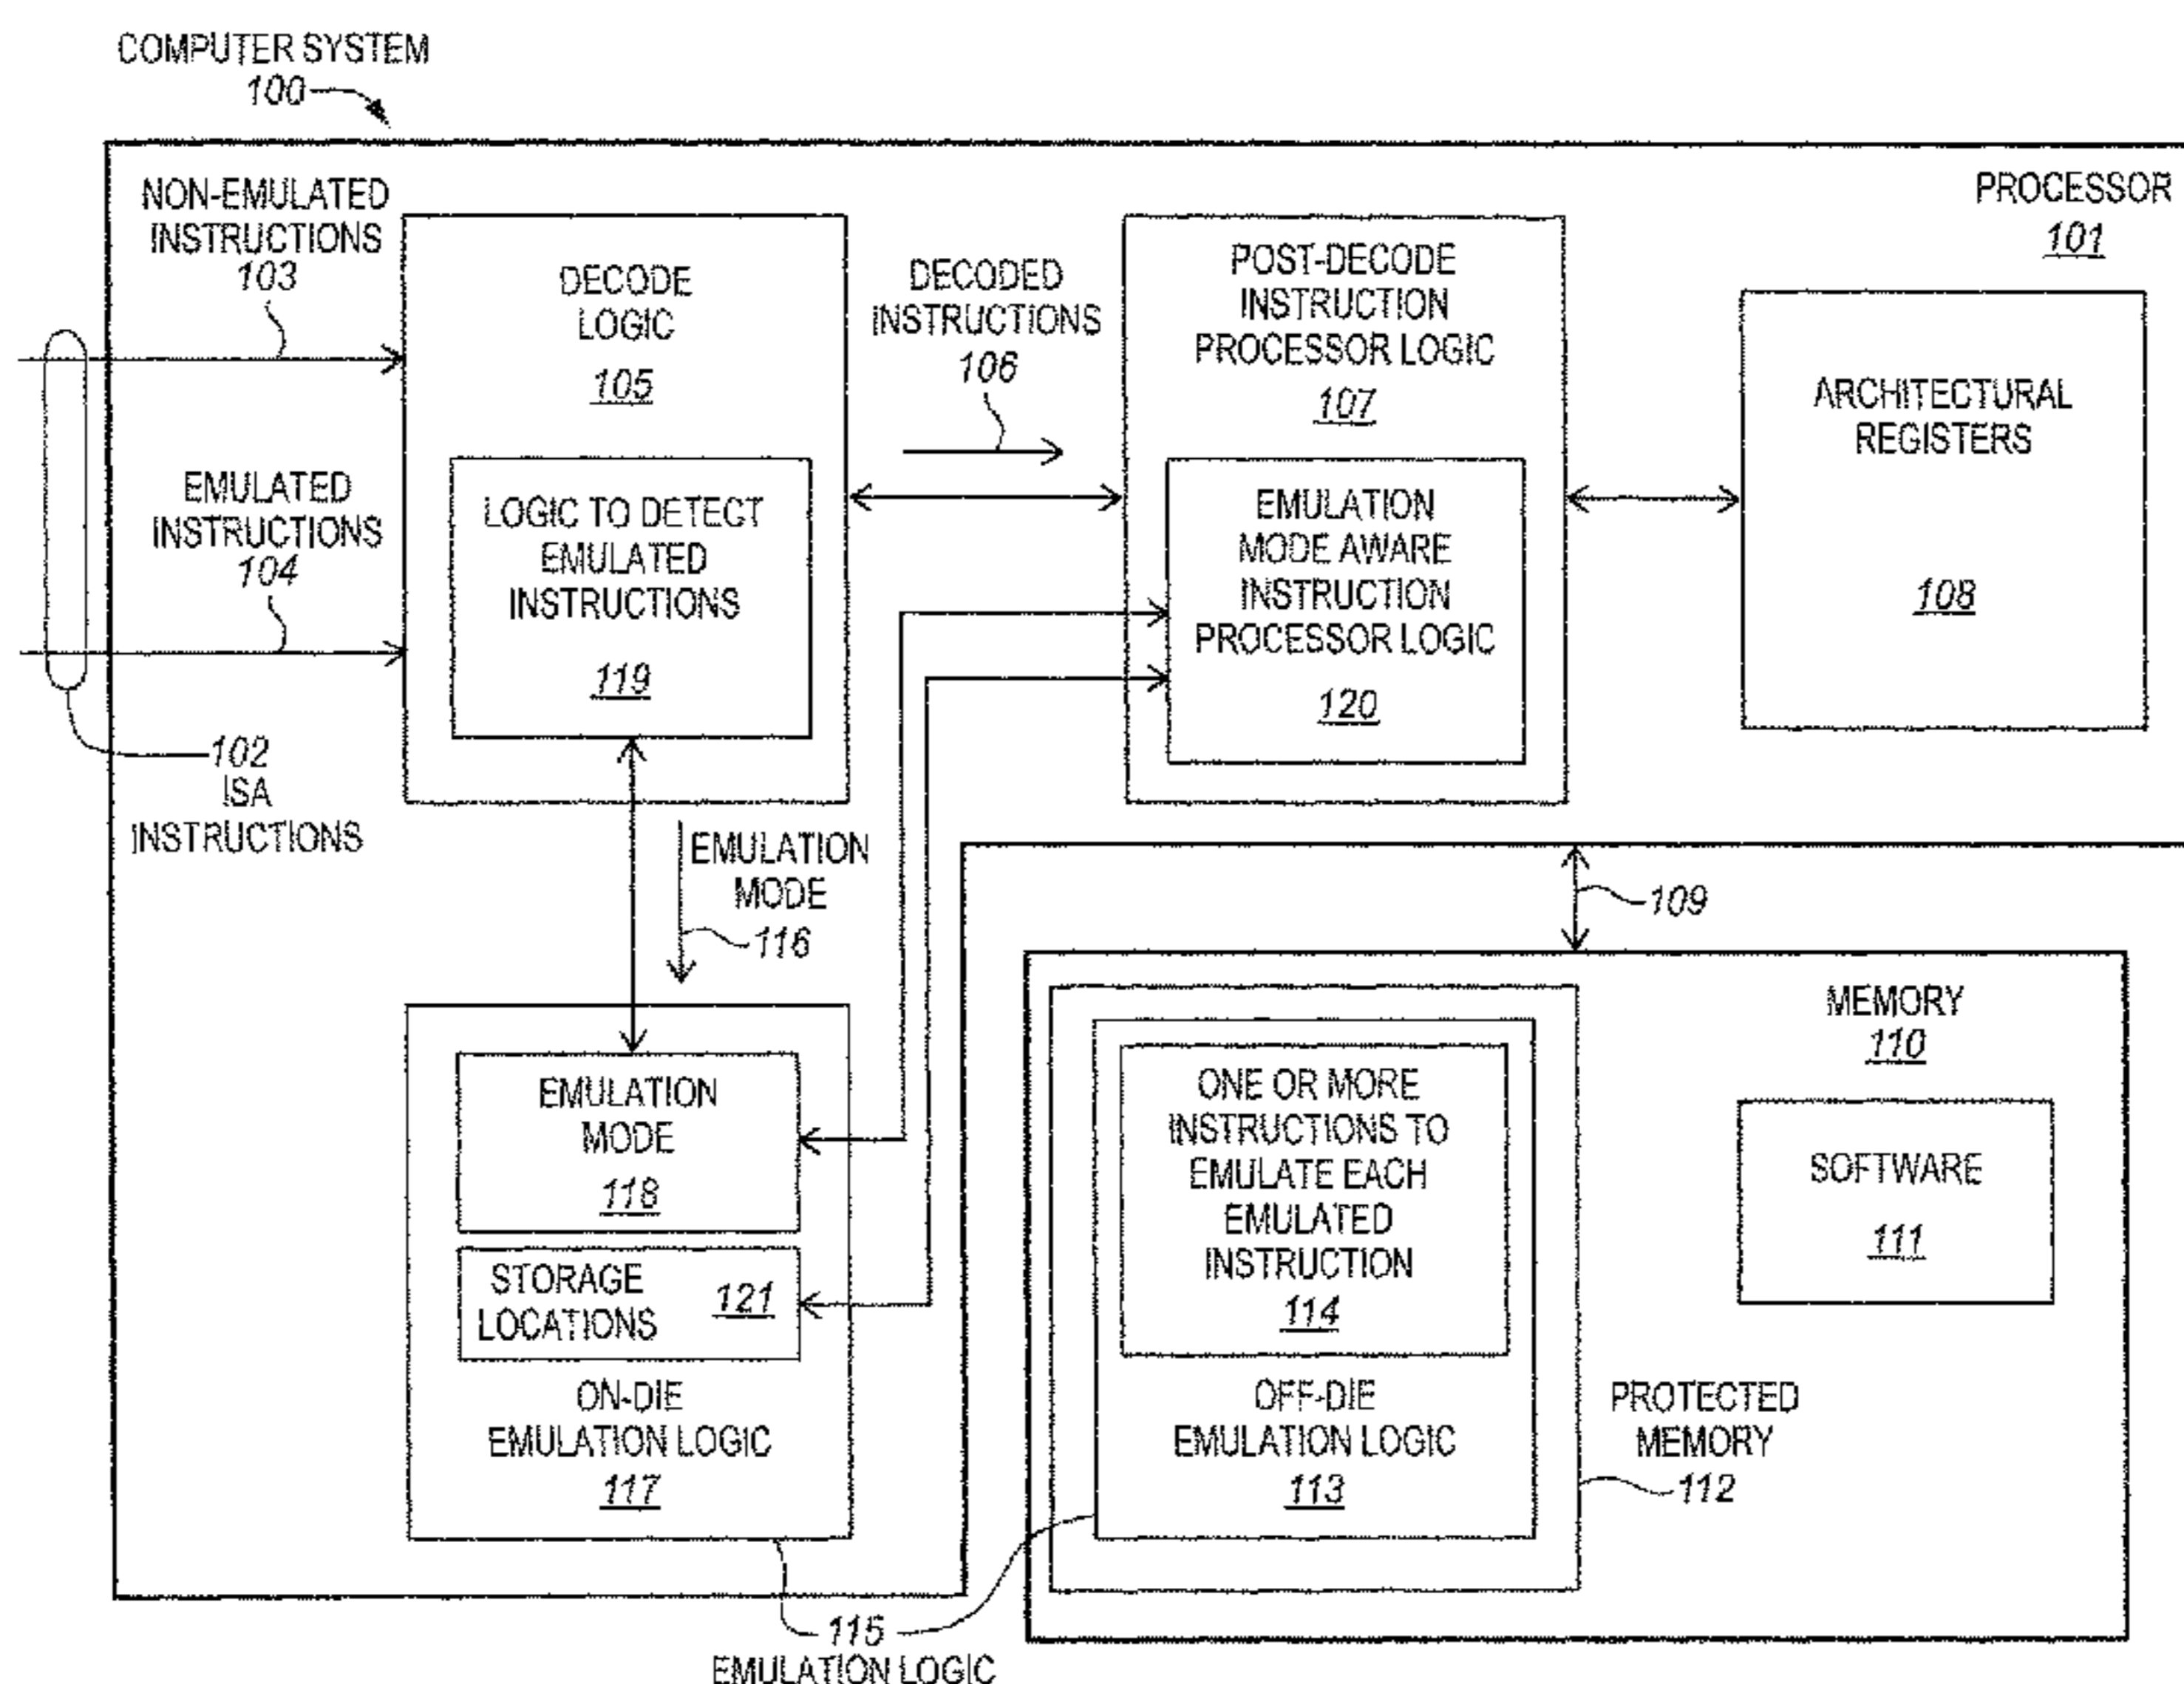 COMPUTER SYSTEM
100
PROCESSOR
101
NON-EMULATED
INSTRUCTIONS
103
EMULATED
INSTRUCTIONS
104
102
ISA
INSTRUCTIONS
DECODE
LOGIC
105
LOGIC TO DETECT
EMULATED
INSTRUCTIONS
119
DECODED
INSTRUCTIONS
106
POST-DECODE
INSTRUCTION
PROCESSOR LOGIC
107
EMULATION
MODE AWARE
INSTRUCTION
PROCESSOR LOGIC
120
ARCHITECTURAL
REGISTERS
108
EMULATION
MODE
116
109
EMULATION
MODE
118
STORAGE
LOCATIONS
121
ON-DIE
EMULATION LOGIC
117
MEMORY
110
ONE OR MORE
INSTRUCTIONS TO
EMULATE EACH
EMULATED
INSTRUCTION
114
OFF-DIE
EMULATION LOGIC
113
SOFTWARE
111
PROTECTED
MEMORY
112
115
EMULATION LOGIC